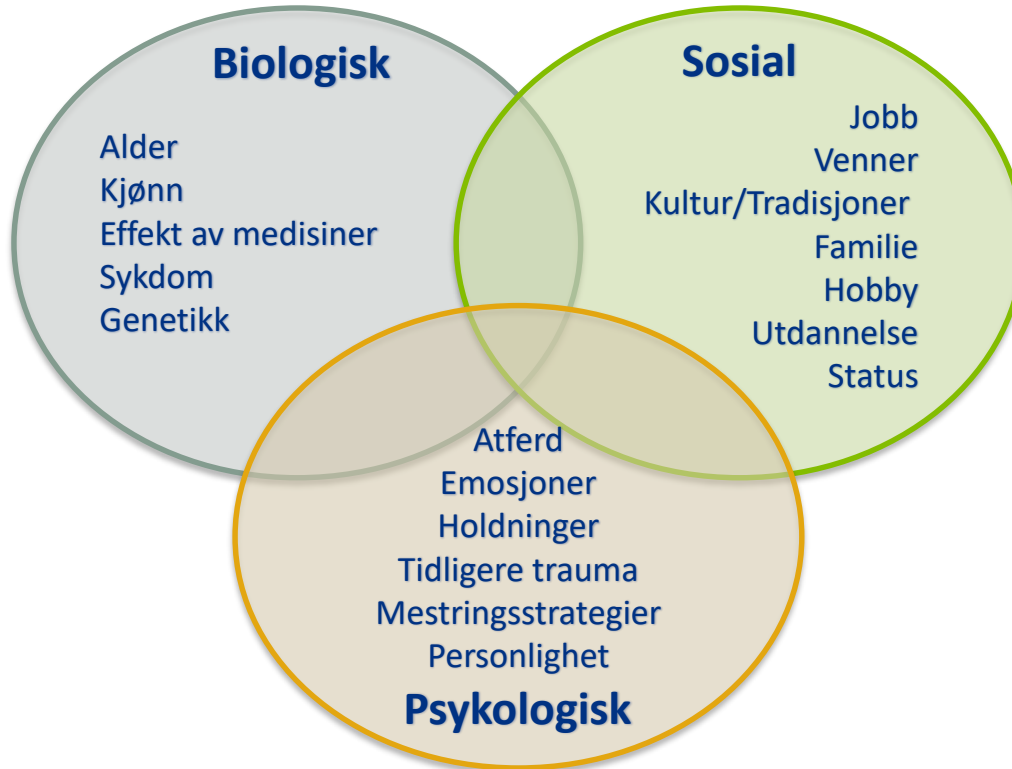 Biologisk
Alder
Kjønn
Effekt av medisiner
Sykdom
Genetikk
Sosial
Jobb
Venner
Kultur/Tradisjoner
Familie
Hobby
Utdannelse
Status
Atferd
Emosjoner
Holdninger
Tidligere trauma
Mestringsstrategier
Personlighet
Psykologisk